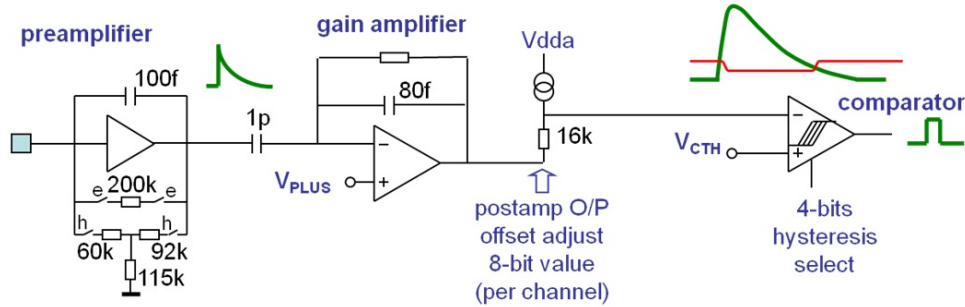 preamplifier
100f
e
200k
e
h
h
60k
92k
115k
1p
gain amplifier
80f
−
+
VPLUS
Vdda
16k
postamp O/P
offset adjust
8-bit value
(per channel)
VCTH
−
+
comparator
4-bits
hysteresis
select